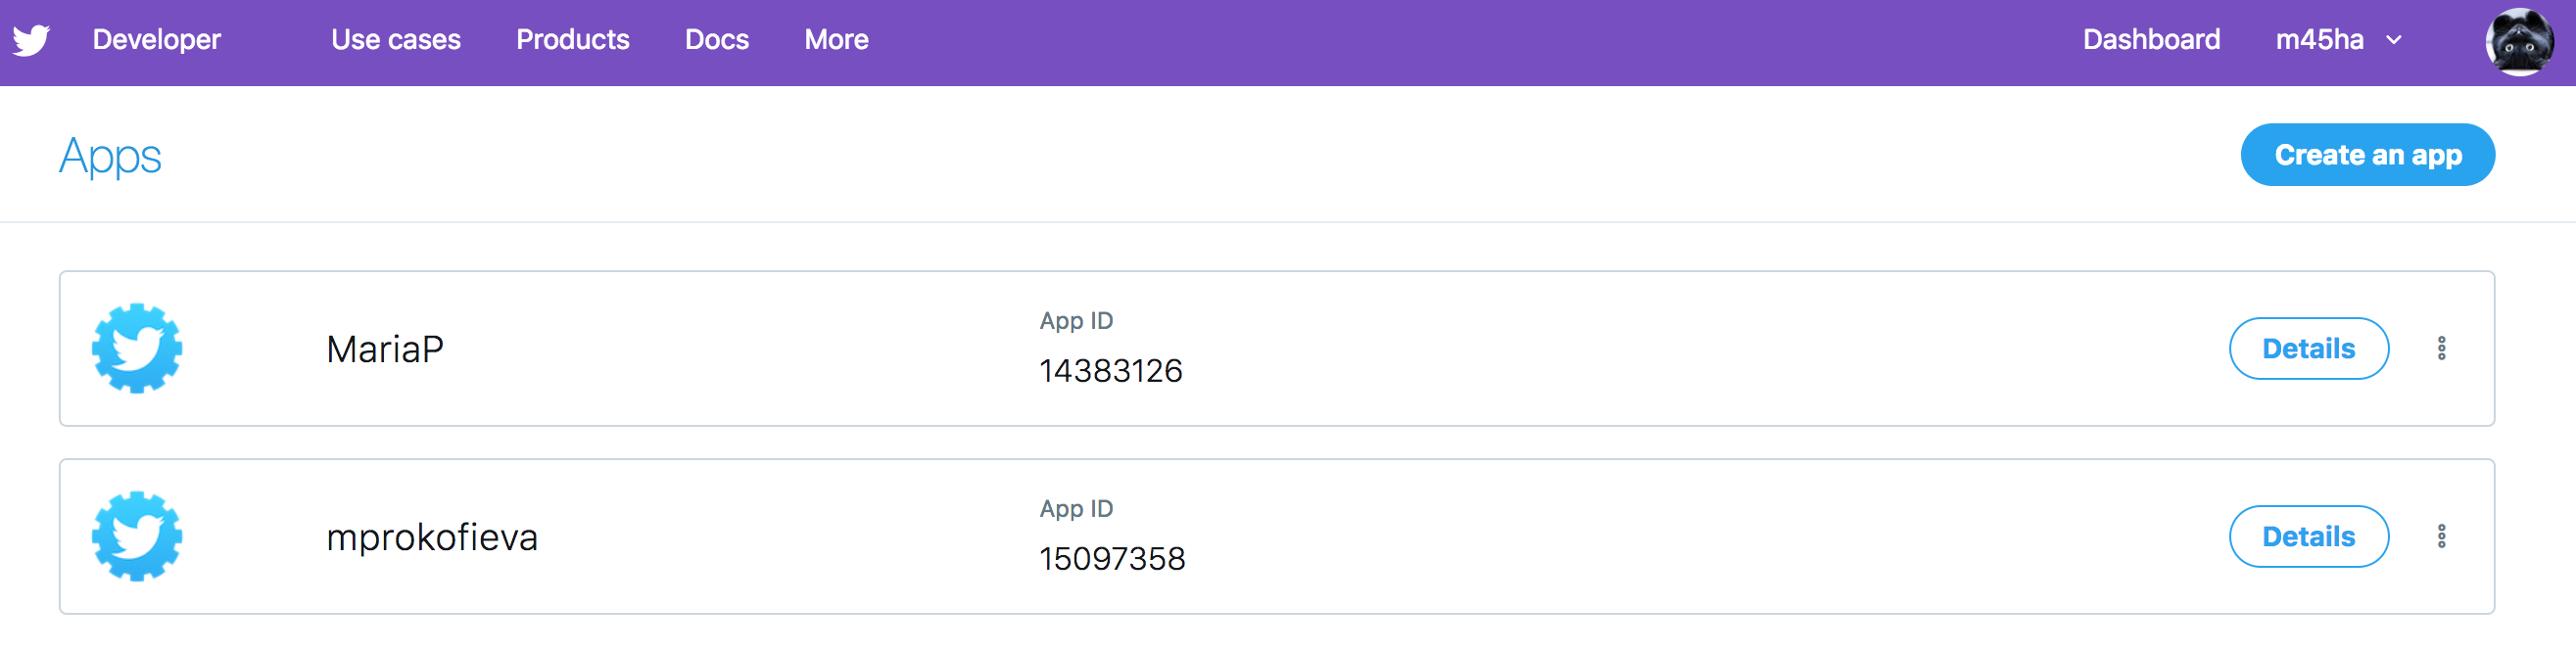 Developer Use cases Products Docs More Dashboard m45ha
Apps Create an app
App ID
MariaP 14383126 Details
App ID
mprokofieva 15097358 Details